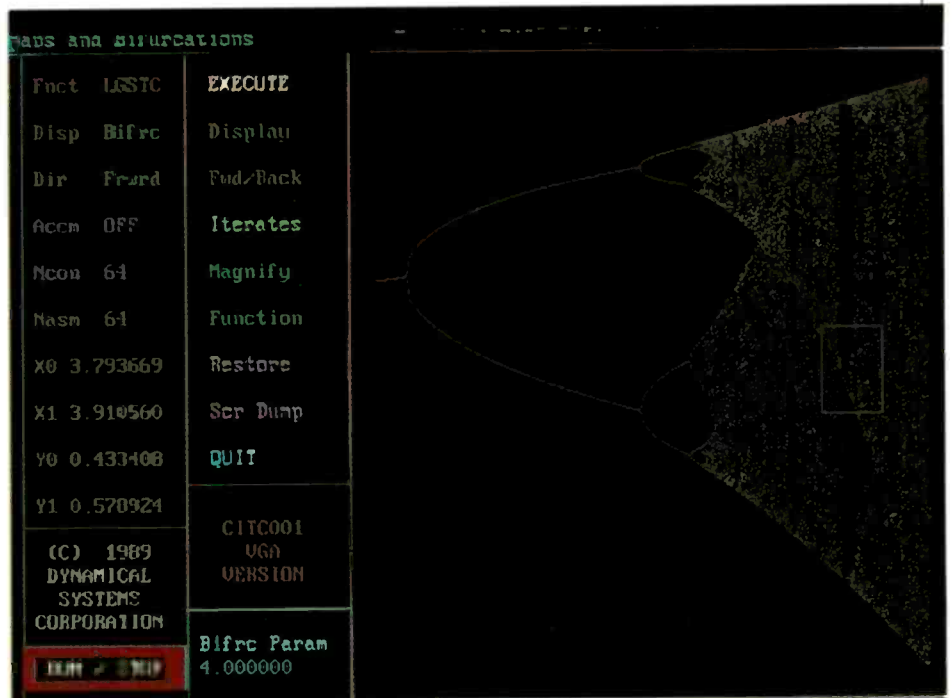 Maps and Bifurcations
Fnct LGSTC
Disp Bifrc
Dir Frwrd
Accm OFF
Ncon 64
Nasm 64
X0 3.793669
X1 3.910560
Y0 0.433408
Y1 0.578924
(C) 1989
DYNAMICAL
SYSTEMS
CORPORATION
EXECUTE
Display
Fwd/Back
Iterates
Magnify
Function
Restore
Scr Dump
QUIT
CITC001
VGA
VERSION
Bifrc Param
4.000000